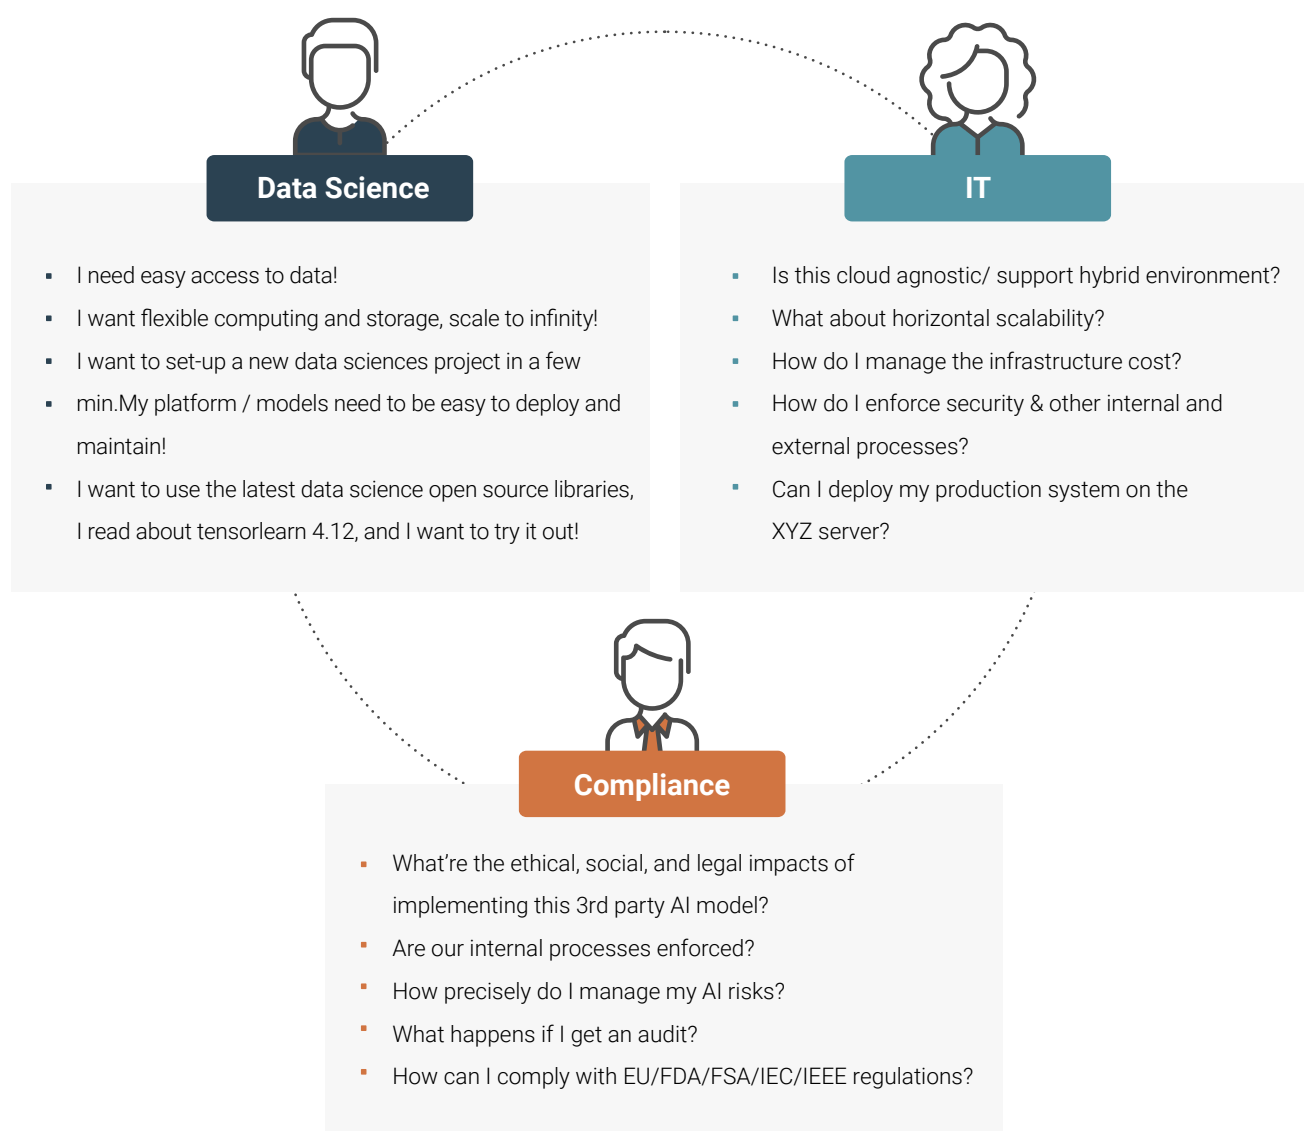 Data Science
I need easy access to data!
I want flexible computing and storage, scale to infinity!
I want to set-up a new data sciences project in a few
min.My platform / models need to be easy to deploy and
maintain!
I want to use the latest data science open source libraries,
I read about tensorlearn 4.12, and I want to try it out!
IT
Is this cloud agnostic/ support hybrid environment?
What about horizontal scalability?
How do I manage the infrastructure cost?
How do I enforce security & other internal and
external processes?
Can I deploy my production system on the
XYZ server?
Compliance
What’re the ethical, social, and legal impacts of
implementing this 3rd party AI model?
Are our internal processes enforced?
How precisely do I manage my AI risks?
What happens if I get an audit?
How can I comply with EU/FDA/FSA/IEC/IEEE regulations?